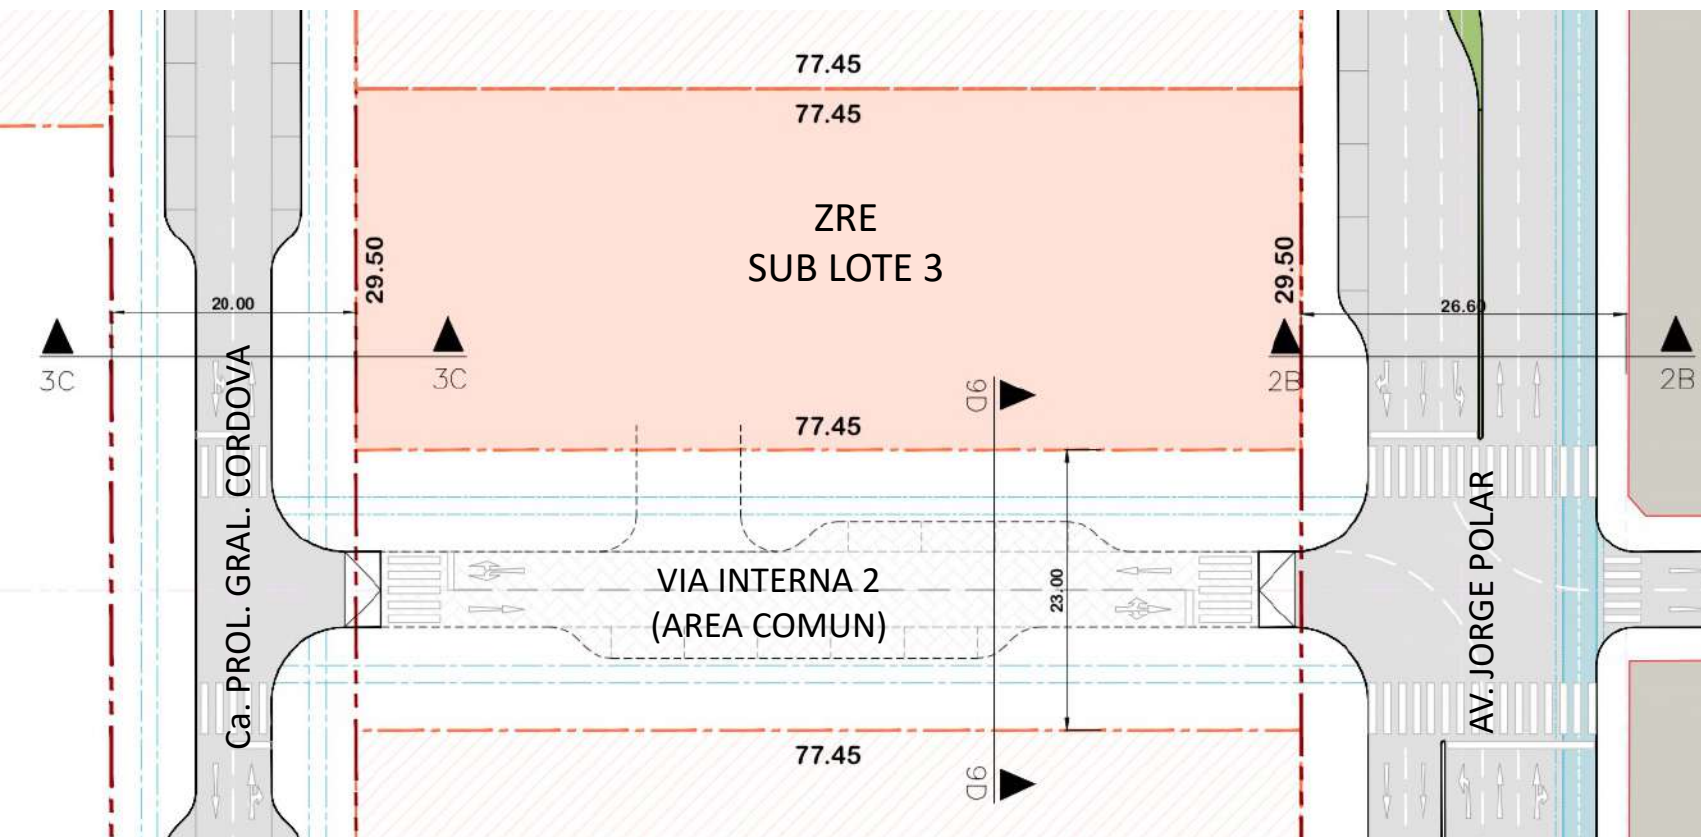 77.45
77.45
ZRE
SUB LOTE 3
29.50
29.50
20.00
26.60
3C
3C
2B
2B
9D
77.45
Ca. PROL. GRAL. CORDOVA
AV. JORGE POLAR
VIA INTERNA 2
(AREA COMUN)
23.00
77.45
9D